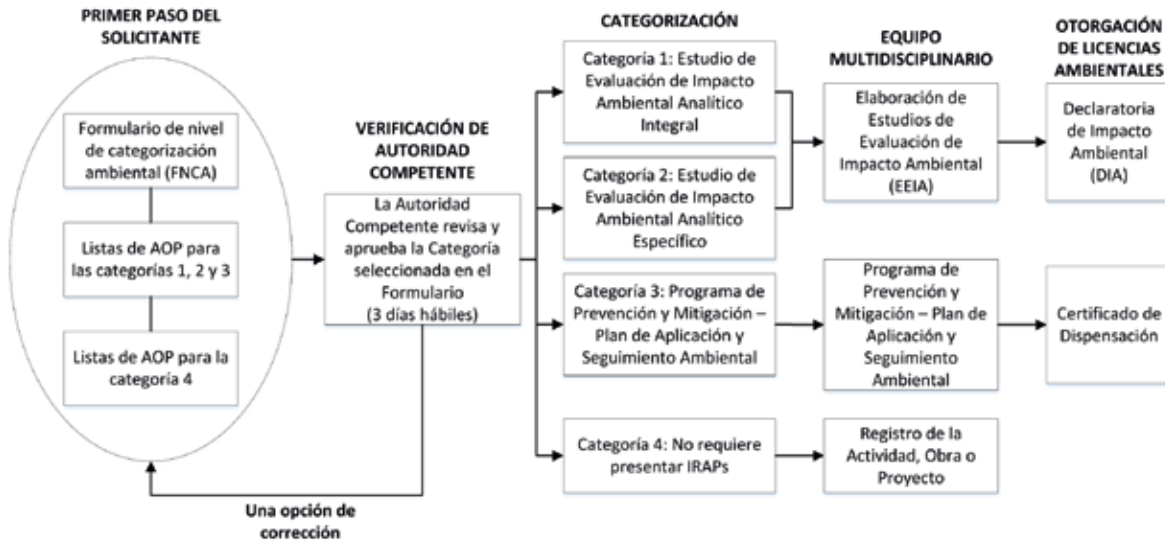 PRIMER PASO DEL
SOLICITANTE
Formulario de nivel
de categorización
ambiental (FNCA)
Listas de AOP para
las categorías 1, 2 y 3
Listas de AOP para la
categoría 4
VERIFICACIÓN DE
AUTORIDAD
COMPETENTE
La Autoridad
Competente revisa y
aprueba la Categoría
seleccionada en el
Formulario
(3 días hábiles)
Una opción de
corrección
CATEGORIZACIÓN
Categoría 1: Estudio de
Evaluación de Impacto
Ambiental Analítico
Integral
Categoría 2: Estudio de
Evaluación de Impacto
Ambiental Analítico
Específico
Categoría 3: Programa de
Prevención y Mitigación –
Plan de Aplicación y
Seguimiento Ambiental
Categoría 4: No requiere
presentar IRAPs
EQUIPO
MULTIDISCIPLINARIO
Elaboración de
Estudios de
Evaluación de
Impacto Ambiental
(EEIA)
Programa de
Prevención y
Mitigación – Plan de
Aplicación y
Seguimiento
Ambiental
Registro de la
Actividad, Obra o
Proyecto
OTORGACIÓN
DE LICENCIAS
AMBIENTALES
Declaratoria
de Impacto
Ambiental
(DIA)
Certificado de
Dispensación